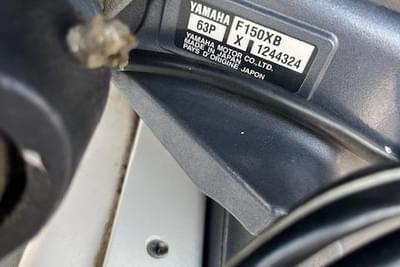 YAMAHA F150XB
63P X 1244324
YAMAHA MOTOR CO.,LTD.
MADE IN JAPAN
PAYS D'ORIGINE JAPON